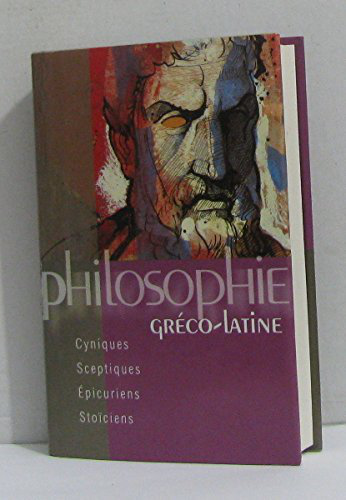 philosophie
GRÉCO-LATINE
Cyniques
Sceptiques
Épicuriens
Stoïciens